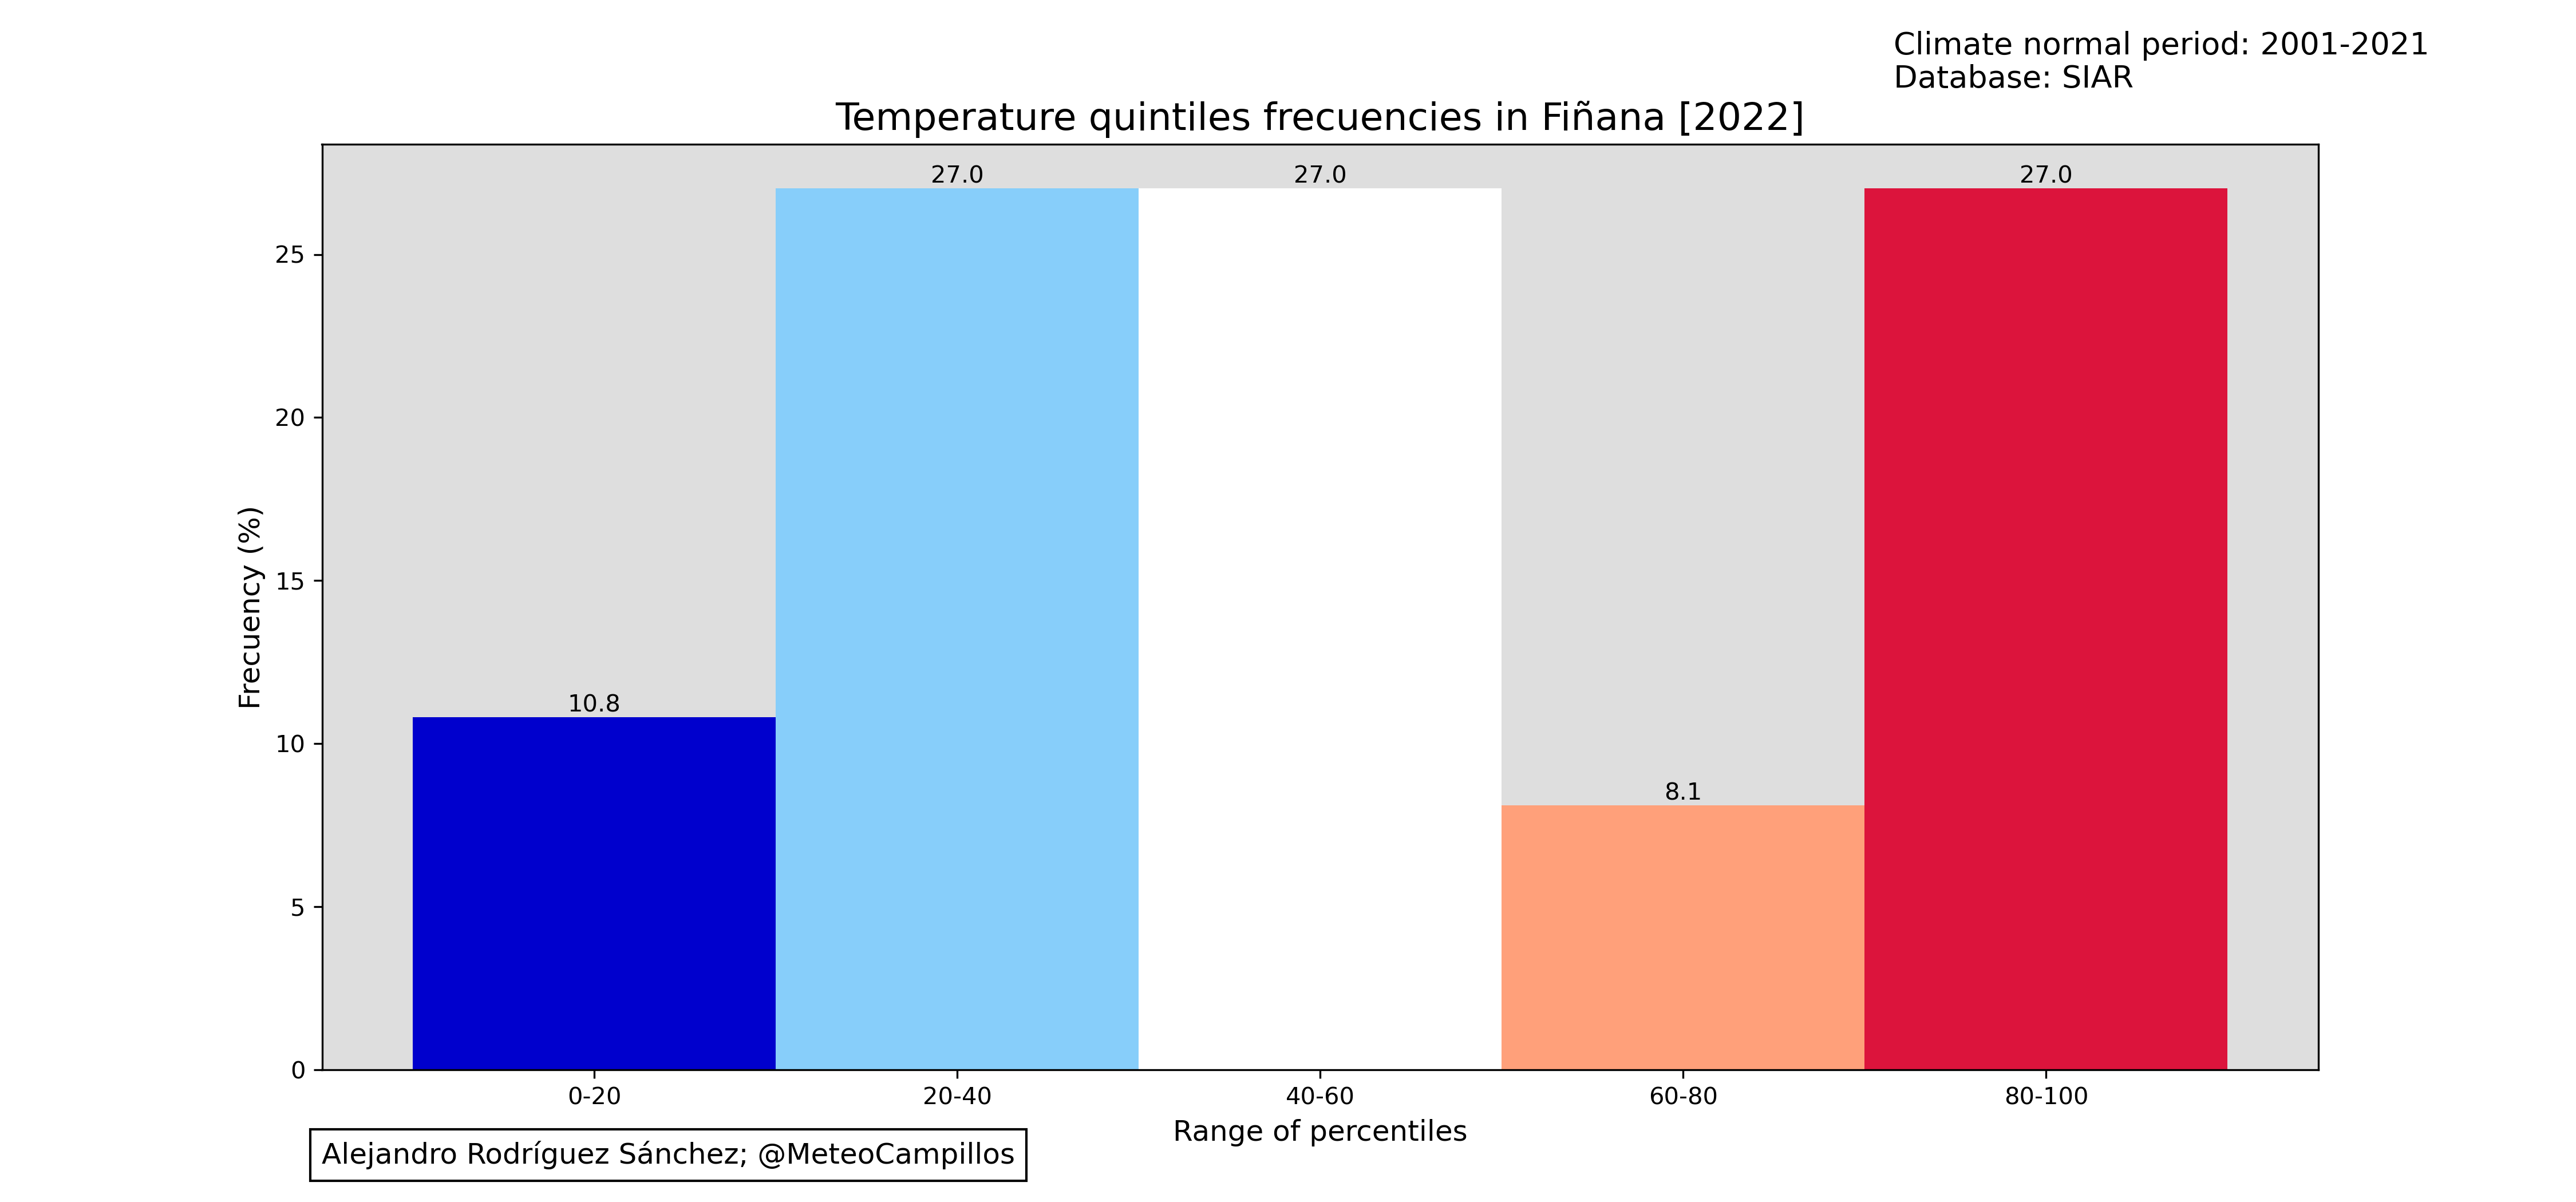 Climate normal period: 2001-2021
Database: SIAR
Temperature quintiles frecuencies in Fiñana [2022]
27.0
27.0
27.0
25
20
15
10.8
10
8.1
5
0
Frecuency (%)
0-20
20-40
40-60
60-80
80-100
Range of percentiles
Alejandro Rodríguez Sánchez; @MeteoCampillos